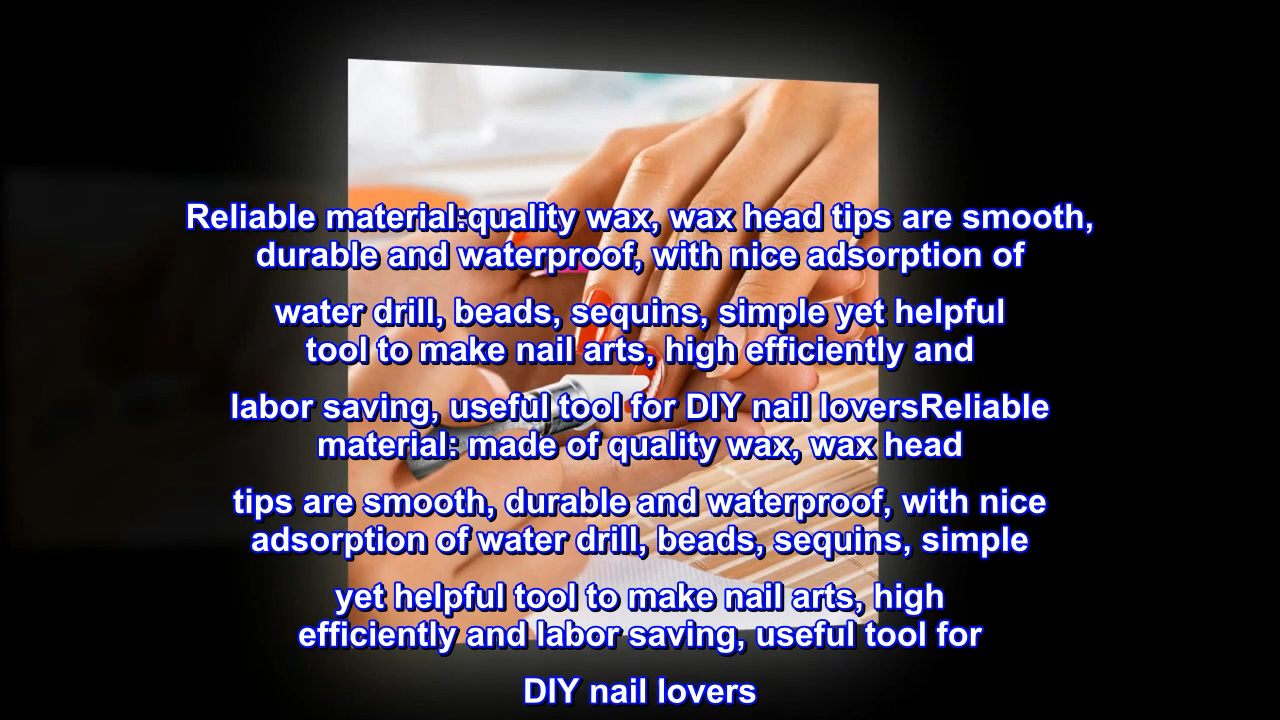 Reliable material:quality wax, wax head tips are smooth,
durable and waterproof, with nice adsorption of
water drill, beads, sequins, simple yet helpful
tool to make nail arts, high efficiently and
labor saving, useful tool for DIY nail loversReliable
material: made of quality wax, wax head
tips are smooth, durable and waterproof, with nice
adsorption of water drill, beads, sequins, simple
yet helpful tool to make nail arts, high
efficiently and labor saving, useful tool for
DIY nail lovers